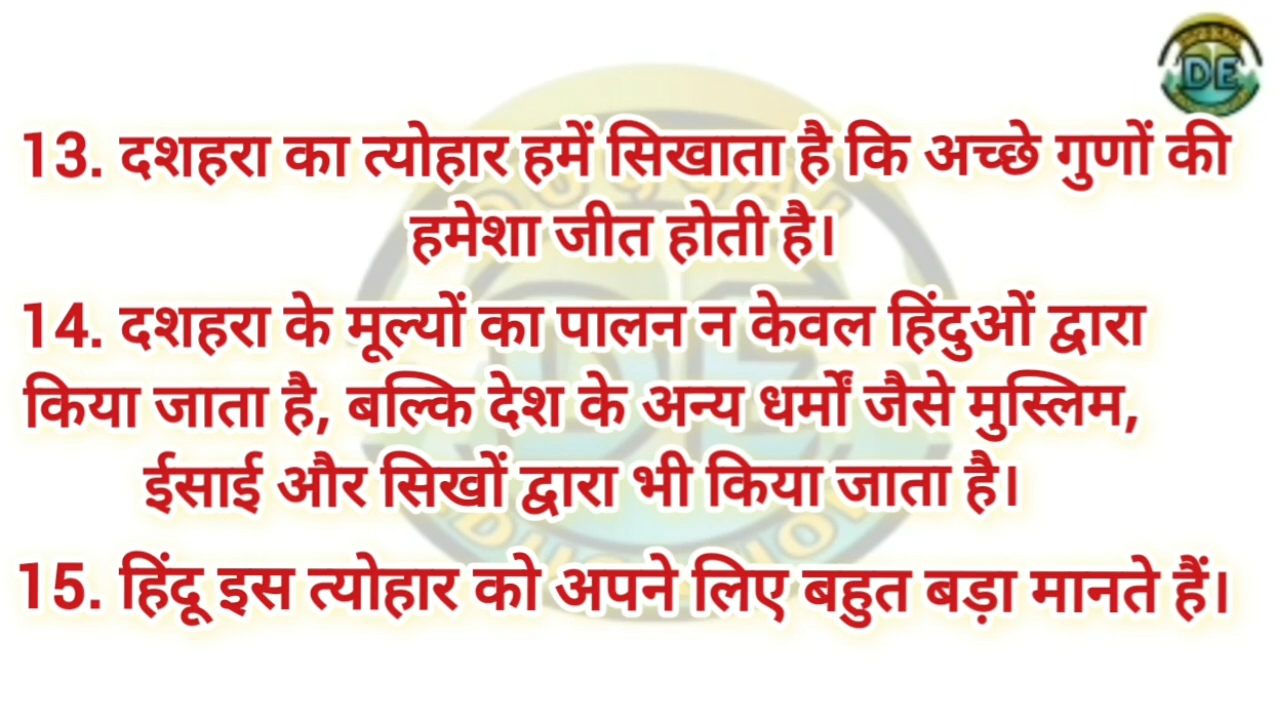 DE
13. दशहरा का त्योहार हमें सिखाता है कि अच्छे गुणों की
हमेशा जीत होती है।
14. दशहरा के मूल्यों का पालन न केवल हिंदुओं द्वारा
किया जाता है, बल्कि देश के अन्य धर्मों जैसे मुस्लिम,
ईसाई और सिखों द्वारा भी किया जाता है।
15. हिंदू इस त्योहार को अपने लिए बहुत बड़ा मानते हैं।